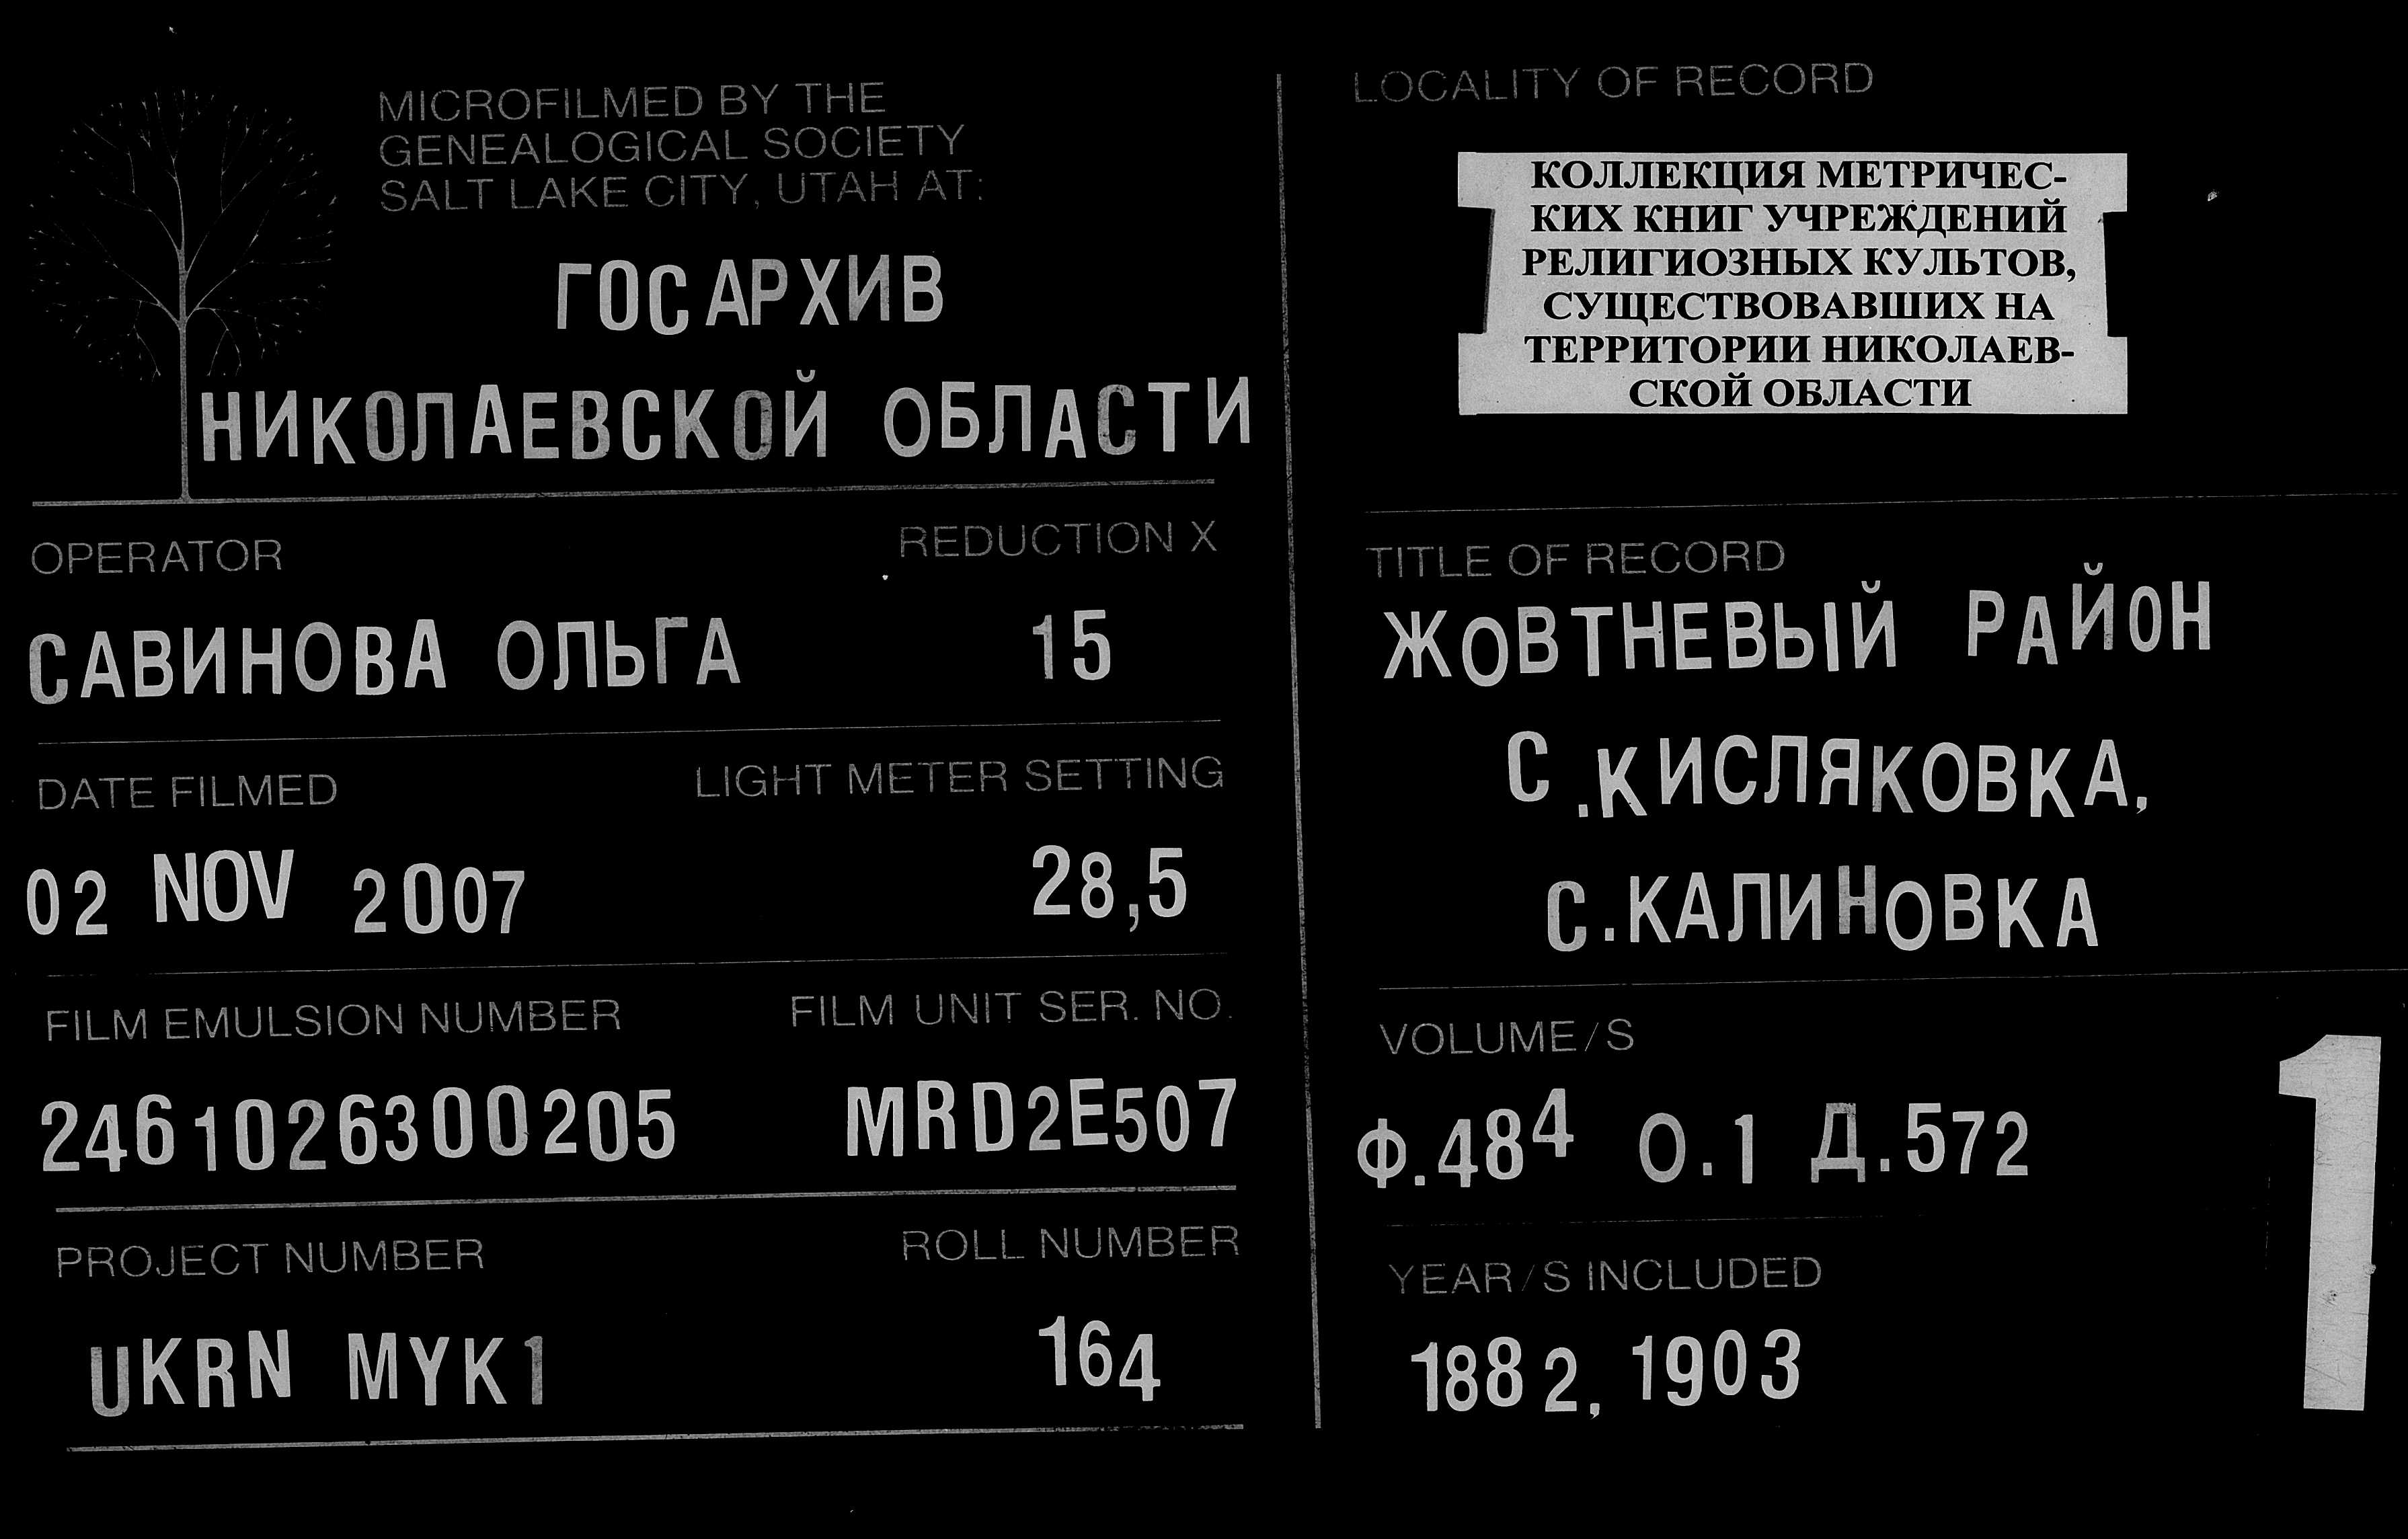 MICROFILMED BY THE
GENEALOGICAL SOCIETY
SALT LAKE CITY, UTAH AT:
ГОСАРХИВ
НИКОЛАЕВСКОЙ ОБЛАСТИ
OPERATOR
REDUCTION X
САВИНОВА ОЛЬГА
15
DATE FILMED
LIGHT METER SETTING
02 NOV 2007
28,5
FILM EMULSION NUMBER
FILM UNIT SER. NO.
2461026300205
MRD2E507
PROJECT NUMBER
ROLL NUMBER
UKRN MYK1
164
LOCALITY OF RECORD
КОЛЛЕКЦИЯ МЕТРИЧЕС-
КИХ КНИГ УЧРЕЖДЕНИЙ
РЕЛИГИОЗНЫХ КУЛЬТОВ,
СУЩЕСТВОВАВШИХ НА
ТЕРРИТОРИИ НИКОЛАЕВ-
СКОЙ ОБЛАСТИ
TITLE OF RECORD
ЖОВТНЕВЫЙ РАЙОН
С.КИСЛЯКОВКА,
С.КАЛИНОВКА
VOLUME/S
Ф.484 О.1 Д.572
YEAR/S INCLUDED
1882, 1903
1